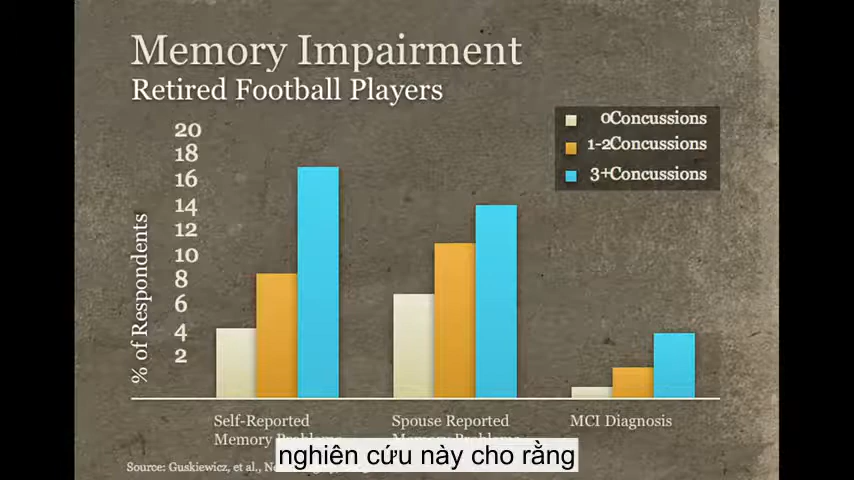 Memory Impairment
Retired Football Players
0Concussions
1-2Concussions
3+Concussions
20
18
16
14
12
10
8
6
4
2
% of Respondents
Self-Reported
Memory
Spouse Reported
MCI Diagnosis
Source: Guskiewicz, et al.,
nghiên cứu này cho rằng